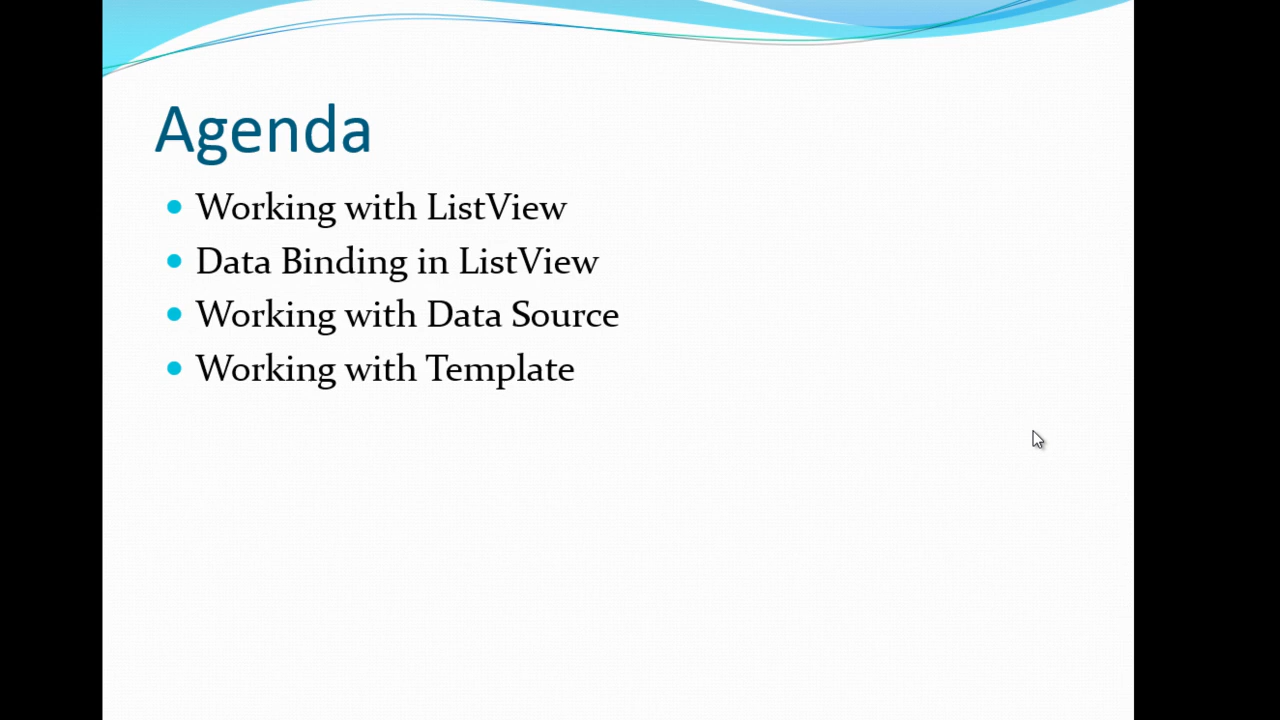 Agenda
Working with ListView
Data Binding in ListView
Working with Data Source
Working with Template